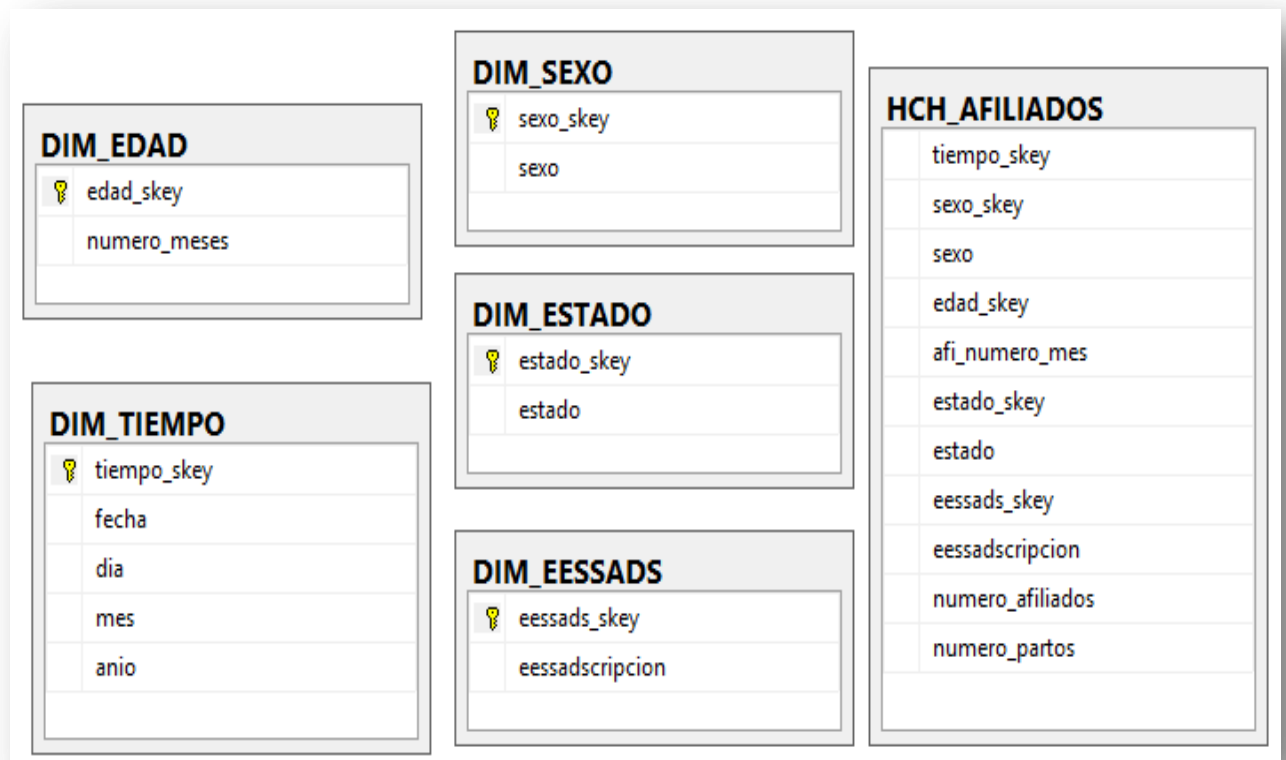 DIM_EDAD
edad_skey
numero_meses
DIM_TIEMPO
tiempo_skey
fecha
dia
mes
anio
DIM_SEXO
sexo_skey
sexo
DIM_ESTADO
estado_skey
estado
DIM_EESSADS
eessads_skey
eessadscripcion
HCH_AFILIADOS
tiempo_skey
sexo_skey
sexo
edad_skey
afi_numero_mes
estado_skey
estado
eessads_skey
eessadscripcion
numero_afiliados
numero_partos